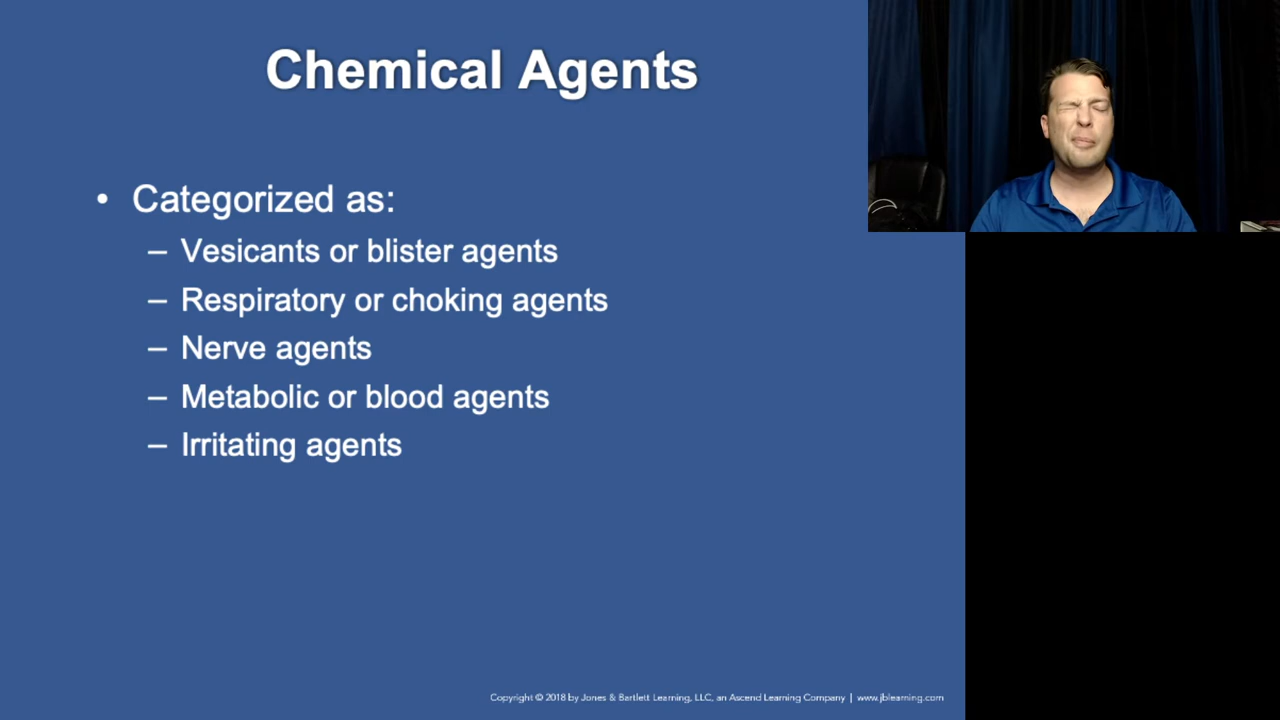 Chemical Agents
• Categorized as:
– Vesicants or blister agents
– Respiratory or choking agents
– Nerve agents
– Metabolic or blood agents
– Irritating agents
Copyright © 2018 by Jones & Bartlett Learning, LLC, an Ascend Learning Company | www.jblearning.com